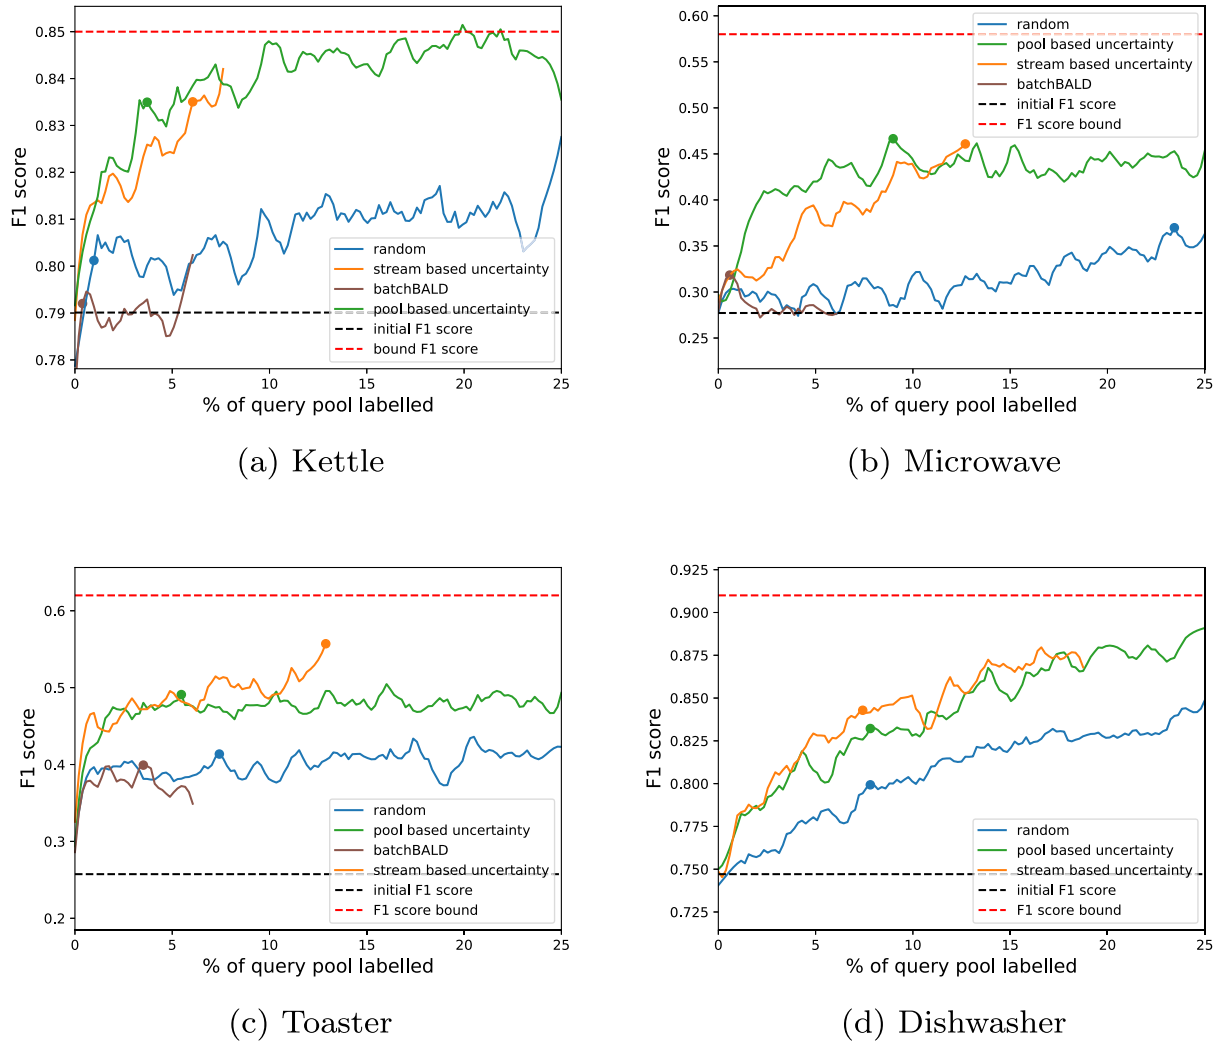 0.85
0.84
0.83
0.82
0.81
0.80
0.79
0.78
F1 score
random
stream based uncertainty
batchBALD
pool based uncertainty
initial F1 score
bound F1 score
0 5 10 15 20 25
% of query pool labelled
(a) Kettle
0.60
0.55
0.50
0.45
0.40
0.35
0.30
0.25
F1 score
random
pool based uncertainty
stream based uncertainty
batchBALD
initial F1 score
F1 score bound
0 5 10 15 20 25
% of query pool labelled
(b) Microwave
0.6
0.5
0.4
0.3
0.2
F1 score
random
pool based uncertainty
batchBALD
stream based uncertainty
initial F1 score
F1 score bound
0 5 10 15 20 25
% of query pool labelled
(c) Toaster
0.925
0.900
0.875
0.850
0.825
0.800
0.775
0.750
0.725
F1 score
random
pool based uncertainty
stream based uncertainty
initial F1 score
F1 score bound
0 5 10 15 20 25
% of query pool labelled
(d) Dishwasher